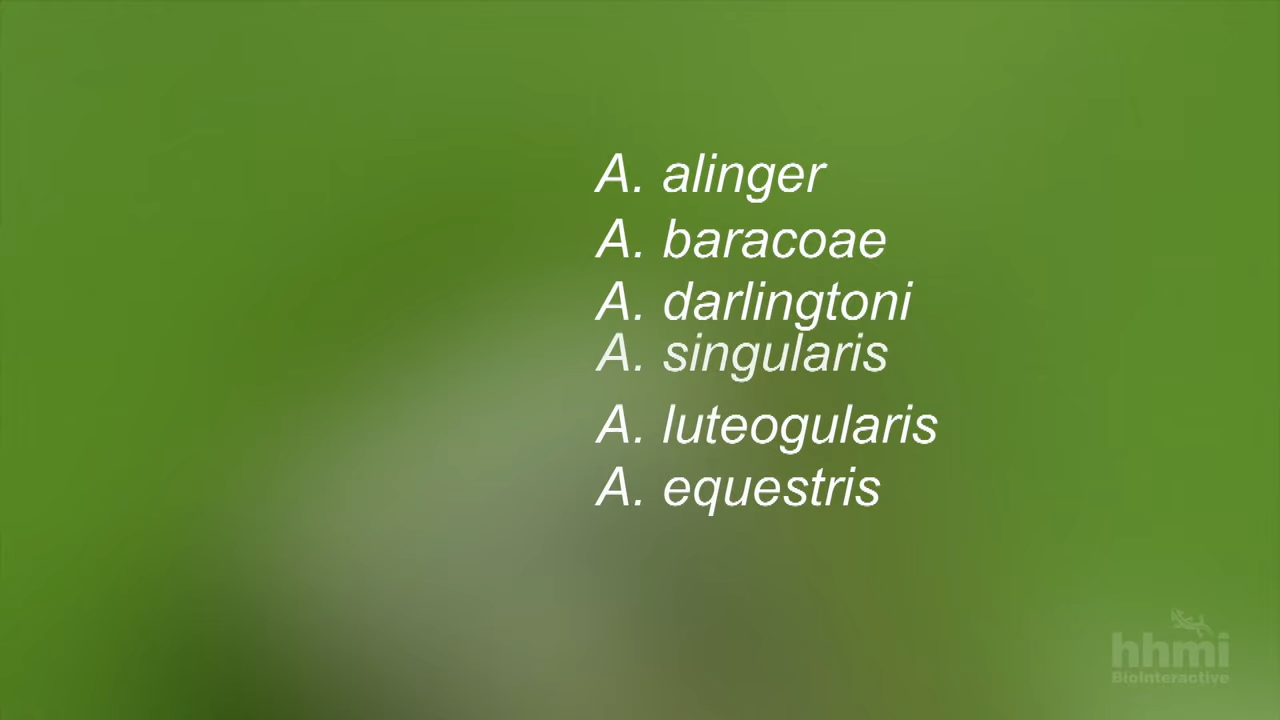 A. alinger
A. baracoae
A. darlingtoni
A. singularis
A. luteogularis
A. equestris
hhmi
BioInteractive